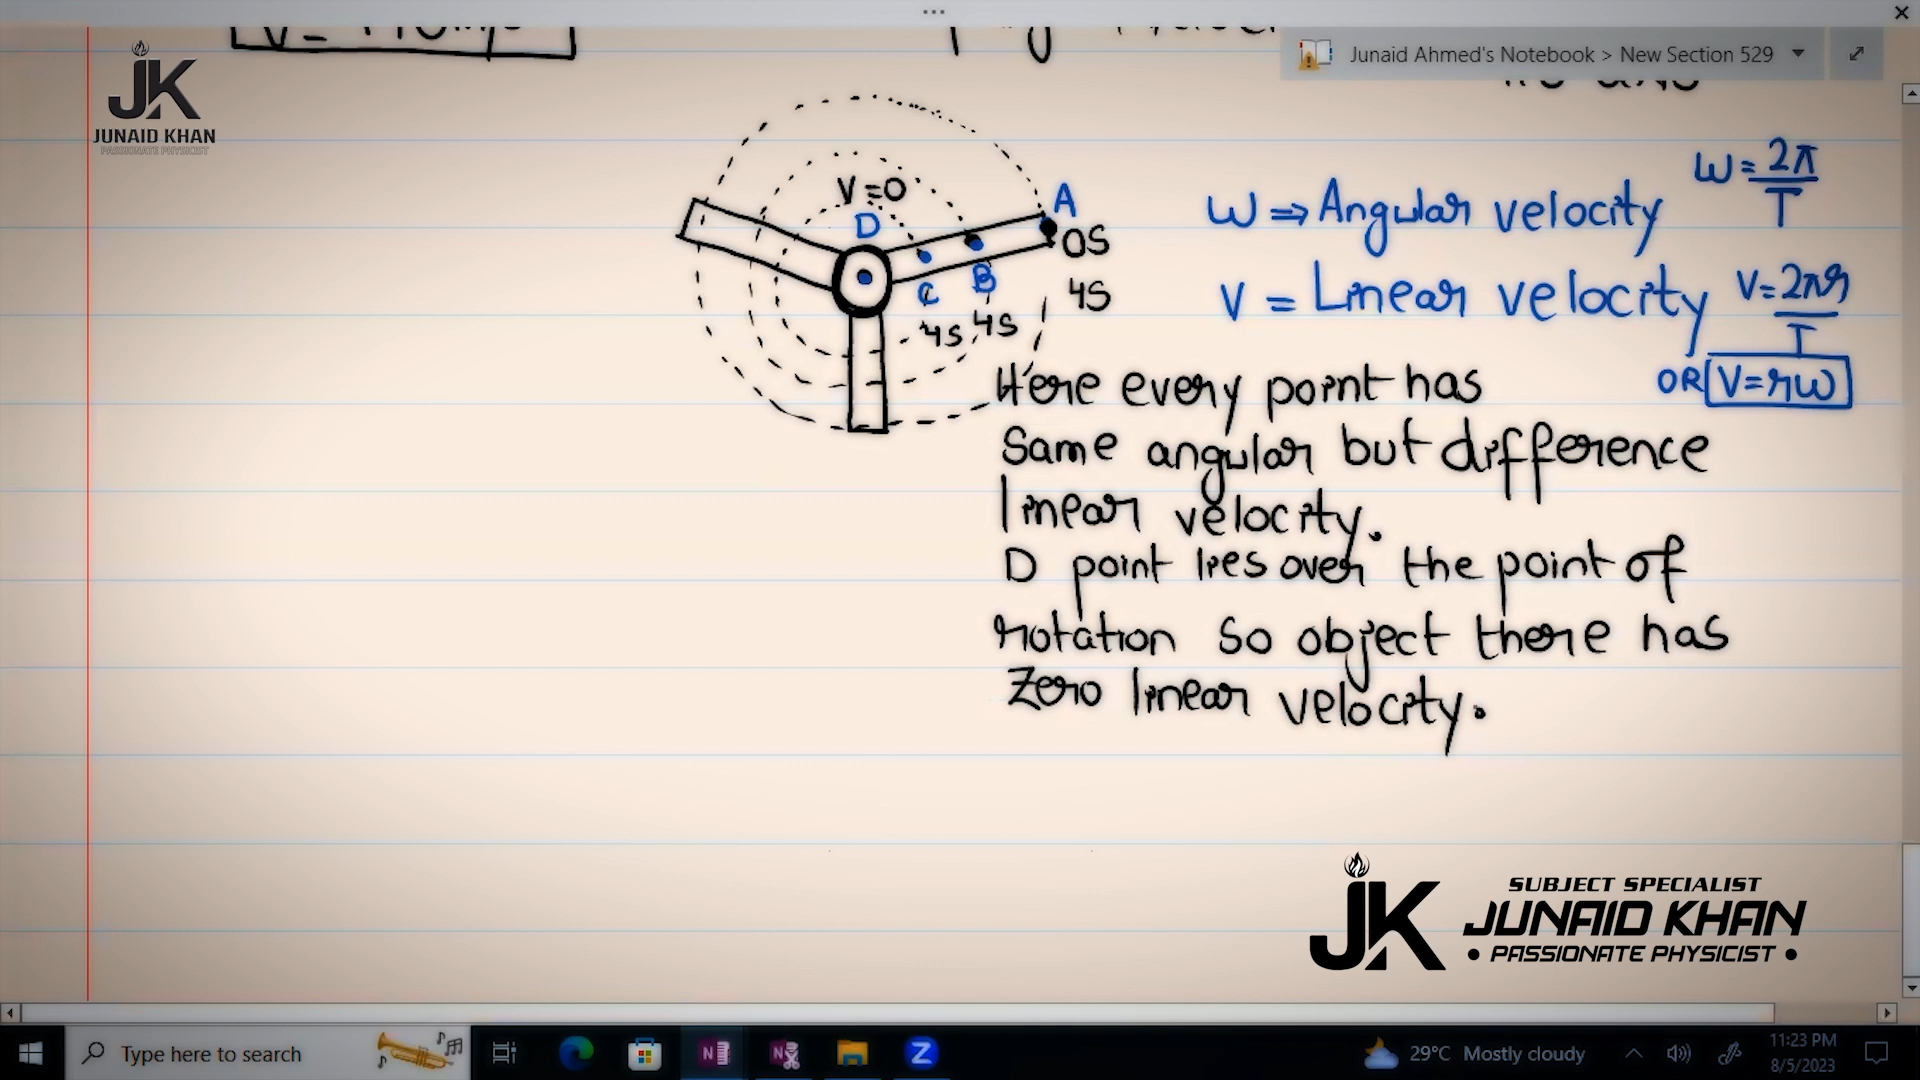 Junaid Ahmed's Notebook > New Section 529
JK
JUNAID KHAN
PASSIONATE PHYSICIST
V=0
D
A
0S
C
B
4S
4S
4S
W=2π/T
W ⇒ Angular velocity
V = Linear velocity
V=2πr/T
OR V=rW
Here every point has
Same angular but difference
linear velocity.
D point lies over the point of
rotation so object there has
Zero linear velocity.
JK
SUBJECT SPECIALIST
JUNAID KHAN
• PASSIONATE PHYSICIST •
Type here to search
29°C Mostly cloudy
11:23 PM
8/5/2023